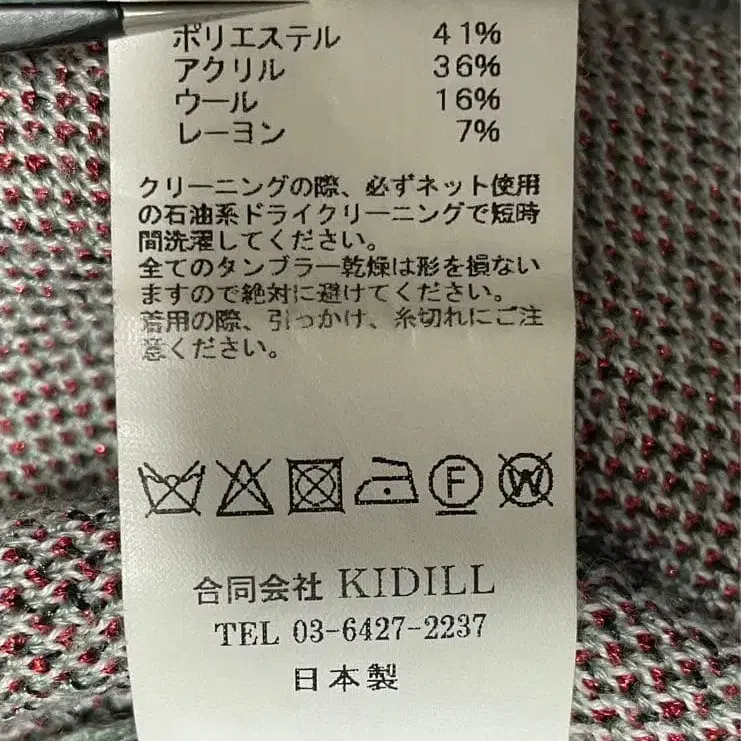 ポリエステル 41%
アクリル 36%
ウール 16%
レーヨン 7%
クリーニングの際、必ずネット使用
の石油系ドライクリーニングで短時
間洗濯してください。
全てのタンブラー乾燥は形を損ない
ますので絶対に避けてください。
着用の際、引っかけ、糸切れにご注
意ください。
F W
合同会社 KIDILL
TEL 03-6427-2237
日本製